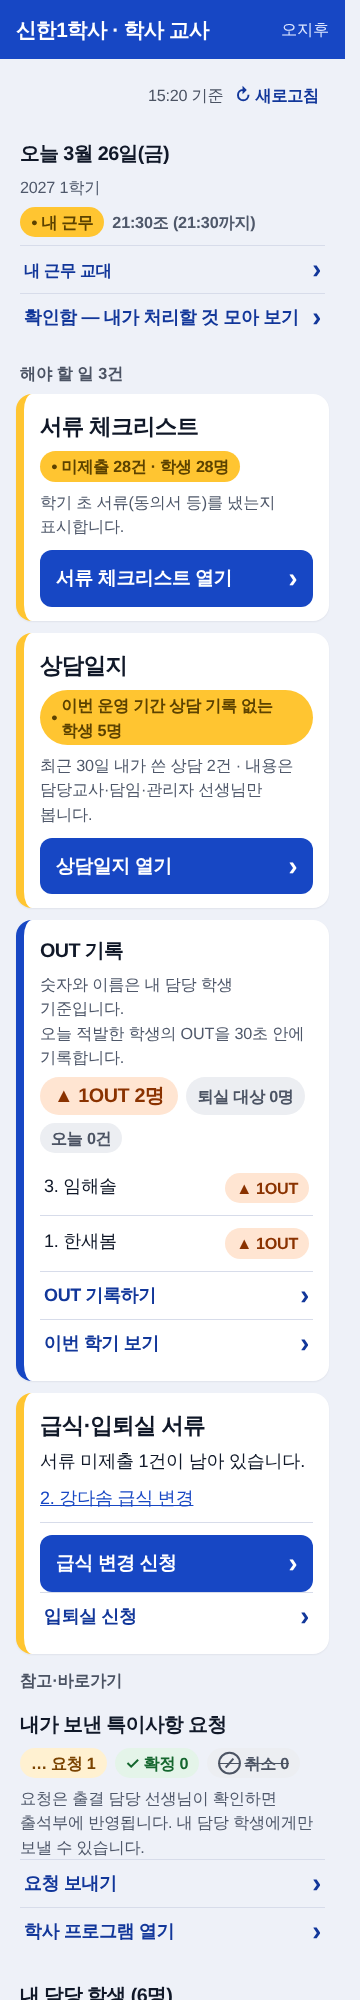 신한1학사 · 학사 교사
오지후
15:20 기준 ↻ 새로고침
오늘 3월 26일(금)
2027 1학기
• 내 근무 21:30조 (21:30까지)
내 근무 교대 ›
확인함 — 내가 처리할 것 모아 보기 ›
해야 할 일 3건
서류 체크리스트
• 미제출 28건 · 학생 28명
학기 초 서류(동의서 등)를 냈는지
표시합니다.
서류 체크리스트 열기 ›
상담일지
• 이번 운영 기간 상담 기록 없는
학생 5명
최근 30일 내가 쓴 상담 2건 · 내용은
담당교사·담임·관리자 선생님만
봅니다.
상담일지 열기 ›
OUT 기록
숫자와 이름은 내 담당 학생
기준입니다.
오늘 적발한 학생의 OUT을 30초 안에
기록합니다.
▲ 1OUT 2명 퇴실 대상 0명
오늘 0건
3. 임해솔 ▲ 1OUT
1. 한새봄 ▲ 1OUT
OUT 기록하기 ›
이번 학기 보기 ›
급식·입퇴실 서류
서류 미제출 1건이 남아 있습니다.
2. 강다솜 급식 변경
급식 변경 신청 ›
입퇴실 신청 ›
참고·바로가기
내가 보낸 특이사항 요청
… 요청 1 ✓ 확정 0 취소 0
요청은 출결 담당 선생님이 확인하면
출석부에 반영됩니다. 내 담당 학생에게만
보낼 수 있습니다.
요청 보내기 ›
학사 프로그램 열기 ›
내 담당 학생 (6명)